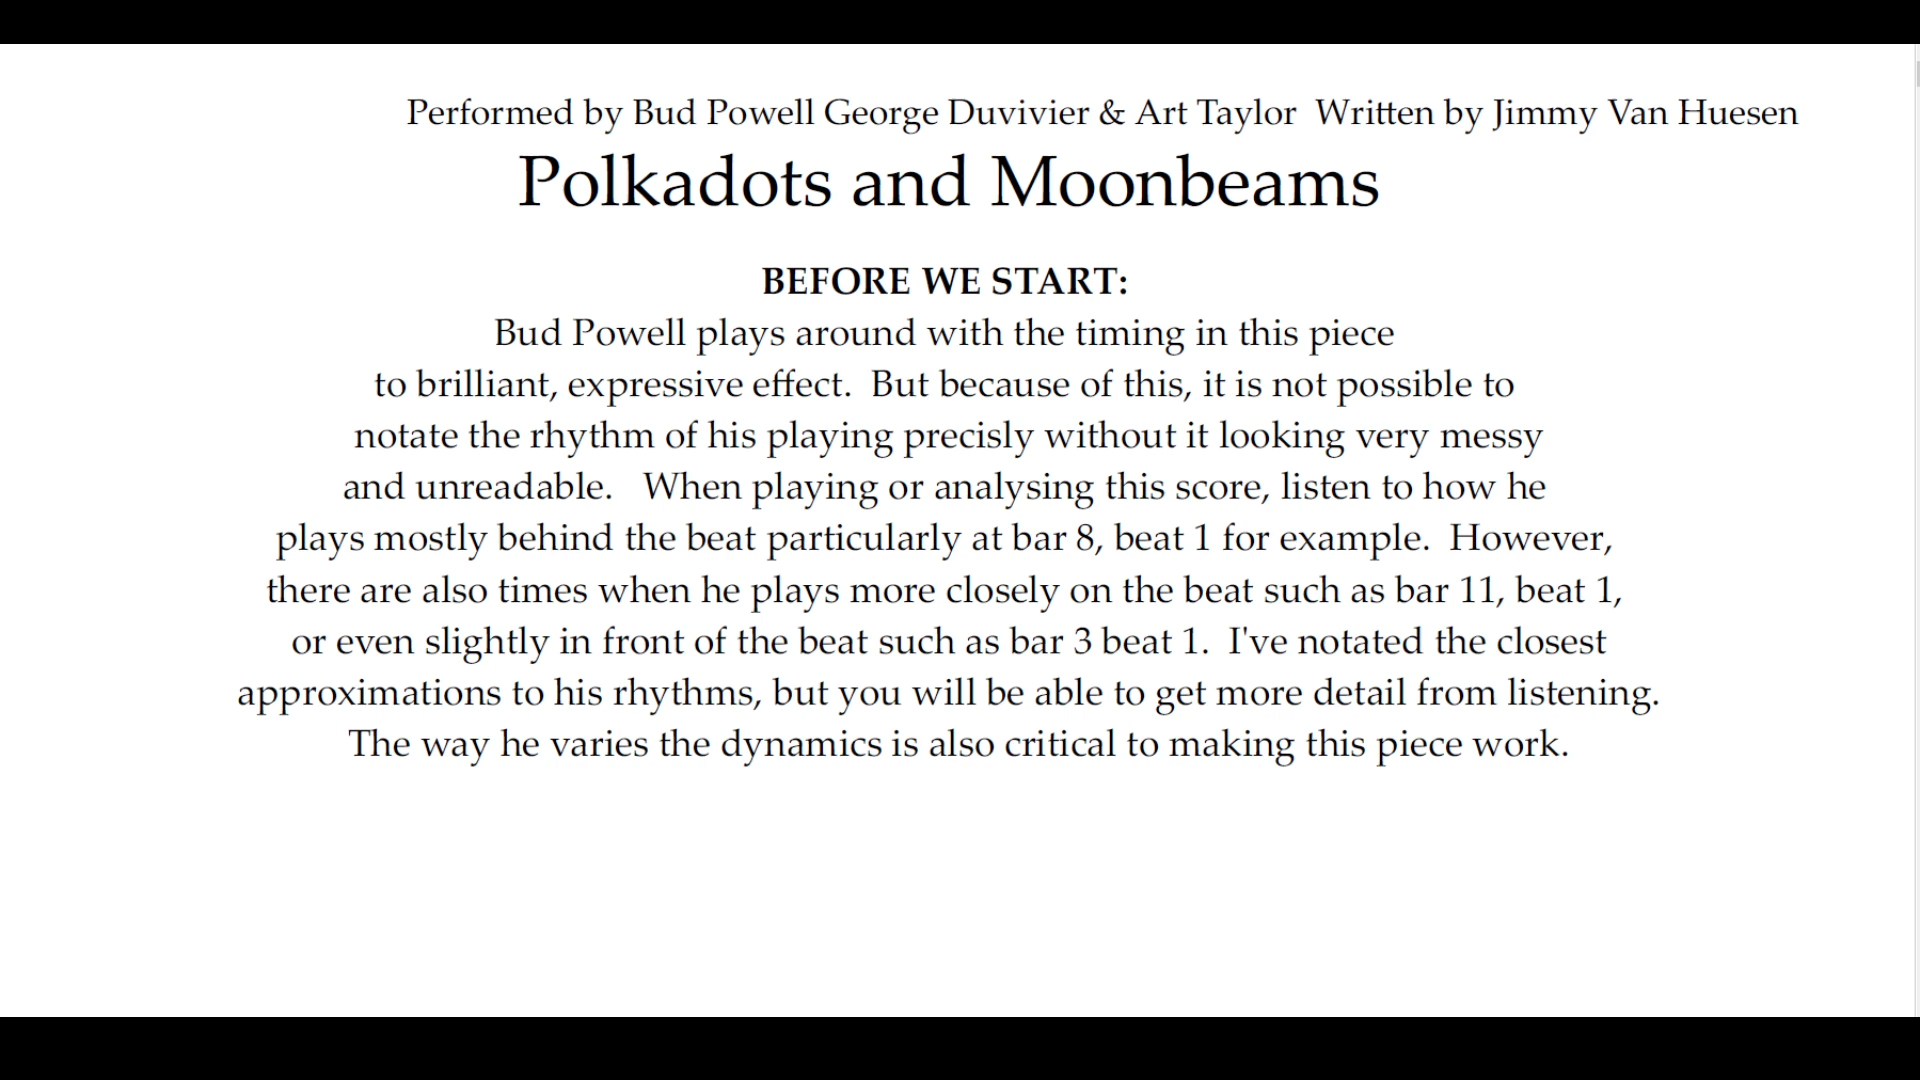 Performed by Bud Powell George Duvivier & Art Taylor  Written by Jimmy Van Huesen
Polkadots and Moonbeams
BEFORE WE START:
Bud Powell plays around with the timing in this piece
to brilliant, expressive effect.  But because of this, it is not possible to
notate the rhythm of his playing precisly without it looking very messy
and unreadable.   When playing or analysing this score, listen to how he
plays mostly behind the beat particularly at bar 8, beat 1 for example.  However,
there are also times when he plays more closely on the beat such as bar 11, beat 1,
or even slightly in front of the beat such as bar 3 beat 1.  I've notated the closest
approximations to his rhythms, but you will be able to get more detail from listening.
The way he varies the dynamics is also critical to making this piece work.